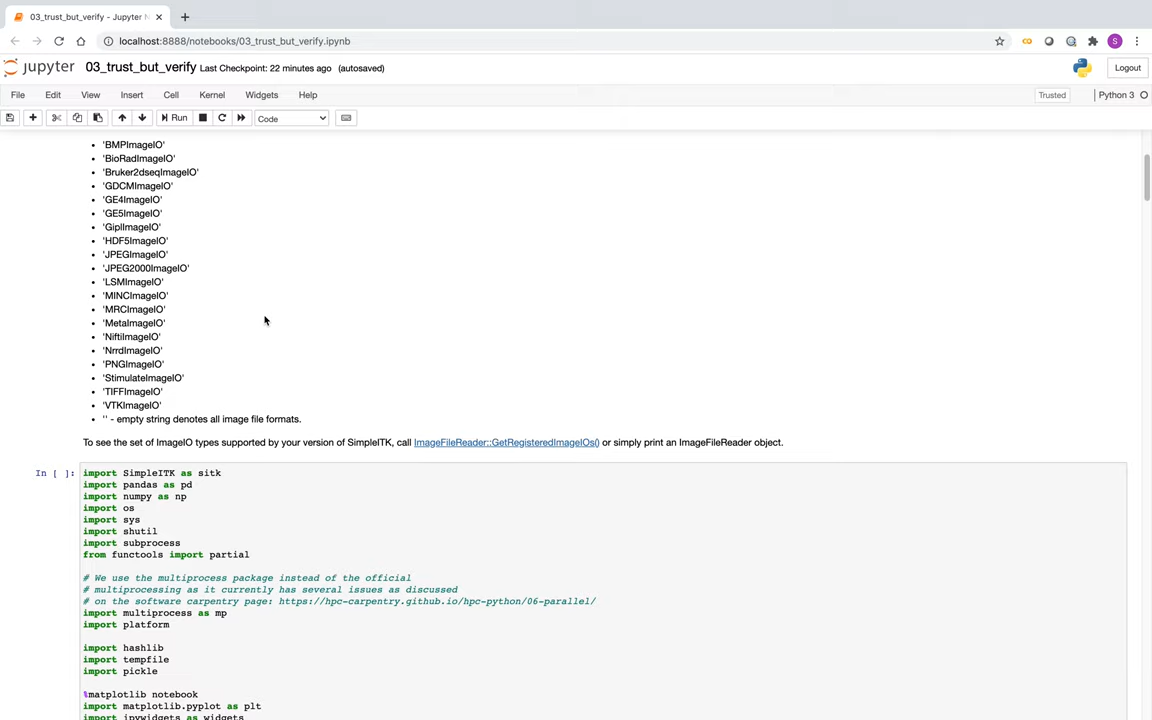 03_trust_but_verify - Jupyter N
localhost:8888/notebooks/03_trust_but_verify.ipynb
S
jupyter 03_trust_but_verify Last Checkpoint: 22 minutes ago (autosaved)
Logout
File Edit View Insert Cell Kernel Widgets Help
Trusted
Python 3
Run
Code
'BMPImageIO'
'BioRadImageIO'
'Bruker2dseqImageIO'
'GDCMImageIO'
'GE4ImageIO'
'GE5ImageIO'
'GiplImageIO'
'HDF5ImageIO'
'JPEGImageIO'
'JPEG2000ImageIO'
'LSMImageIO'
'MINCImageIO'
'MRCImageIO'
'MetaImageIO'
'NiftiImageIO'
'NrrdImageIO'
'PNGImageIO'
'StimulateImageIO'
'TIFFImageIO'
'VTKImageIO'
'' - empty string denotes all image file formats.
To see the set of ImageIO types supported by your version of SimpleITK, call ImageFileReader::GetRegisteredImageIOs() or simply print an ImageFileReader object.
In [ ]:
import SimpleITK as sitk
import pandas as pd
import numpy as np
import os
import sys
import shutil
import subprocess
from functools import partial
# We use the multiprocess package instead of the official
# multiprocessing as it currently has several issues as discussed
# on the software carpentry page: https://hpc-carpentry.github.io/hpc-python/06-parallel/
import multiprocess as mp
import platform
import hashlib
import tempfile
import pickle
%matplotlib notebook
import matplotlib.pyplot as plt
import ipywidgets as widgets